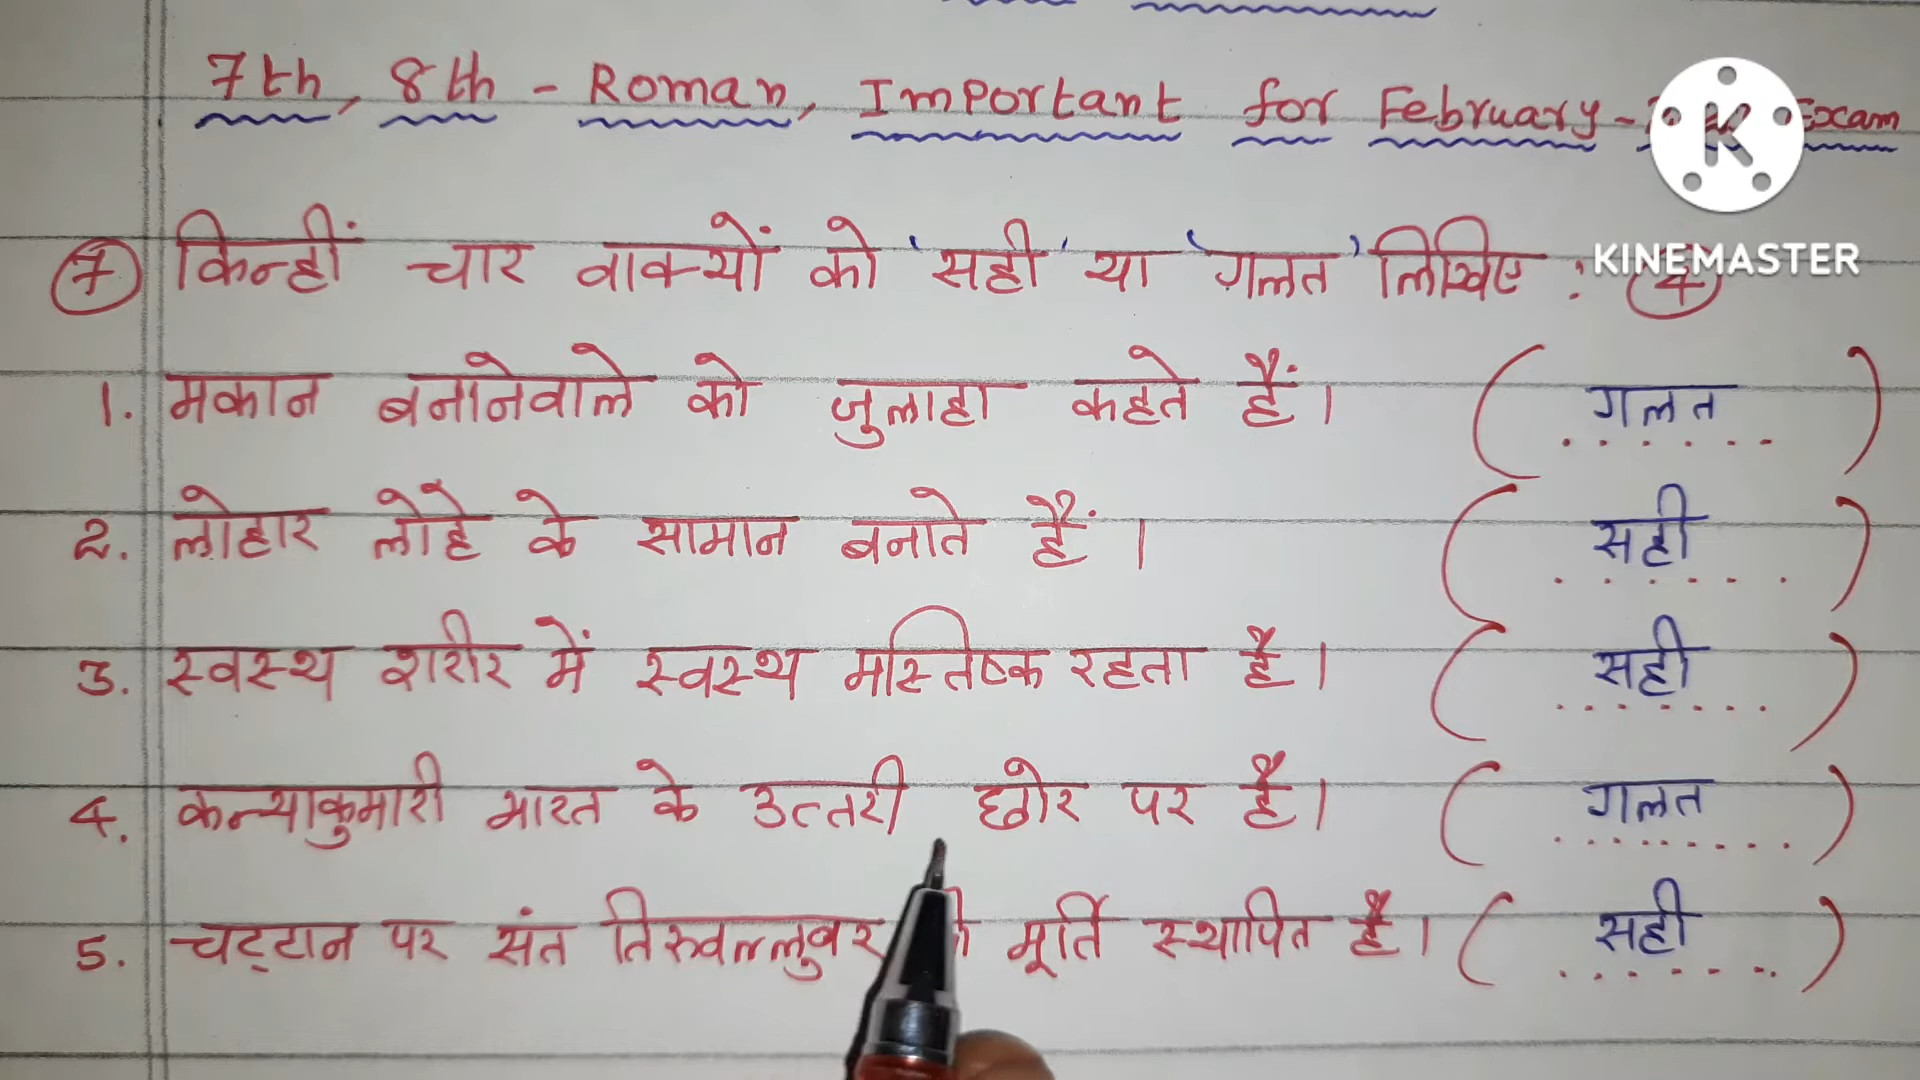 7th, 8th - Roman, Important for February - Exam
KINEMASTER
7 किन्हीं चार वाक्यों को 'सही' या 'ग़लत' लिखिए : 4
1. मकान बनानेवाले को जुलाहा कहते हैं। ( गलत )
2. लोहार लोहे के सामान बनाते हैं। ( सही )
3. स्वस्थ शरीर में स्वस्थ मस्तिष्क रहता है। ( सही )
4. कन्याकुमारी भारत के उत्तरी छोर पर है। ( गलत )
5. चट्टान पर संत तिरुवल्लुवर मूर्ति स्थापित है। ( सही )